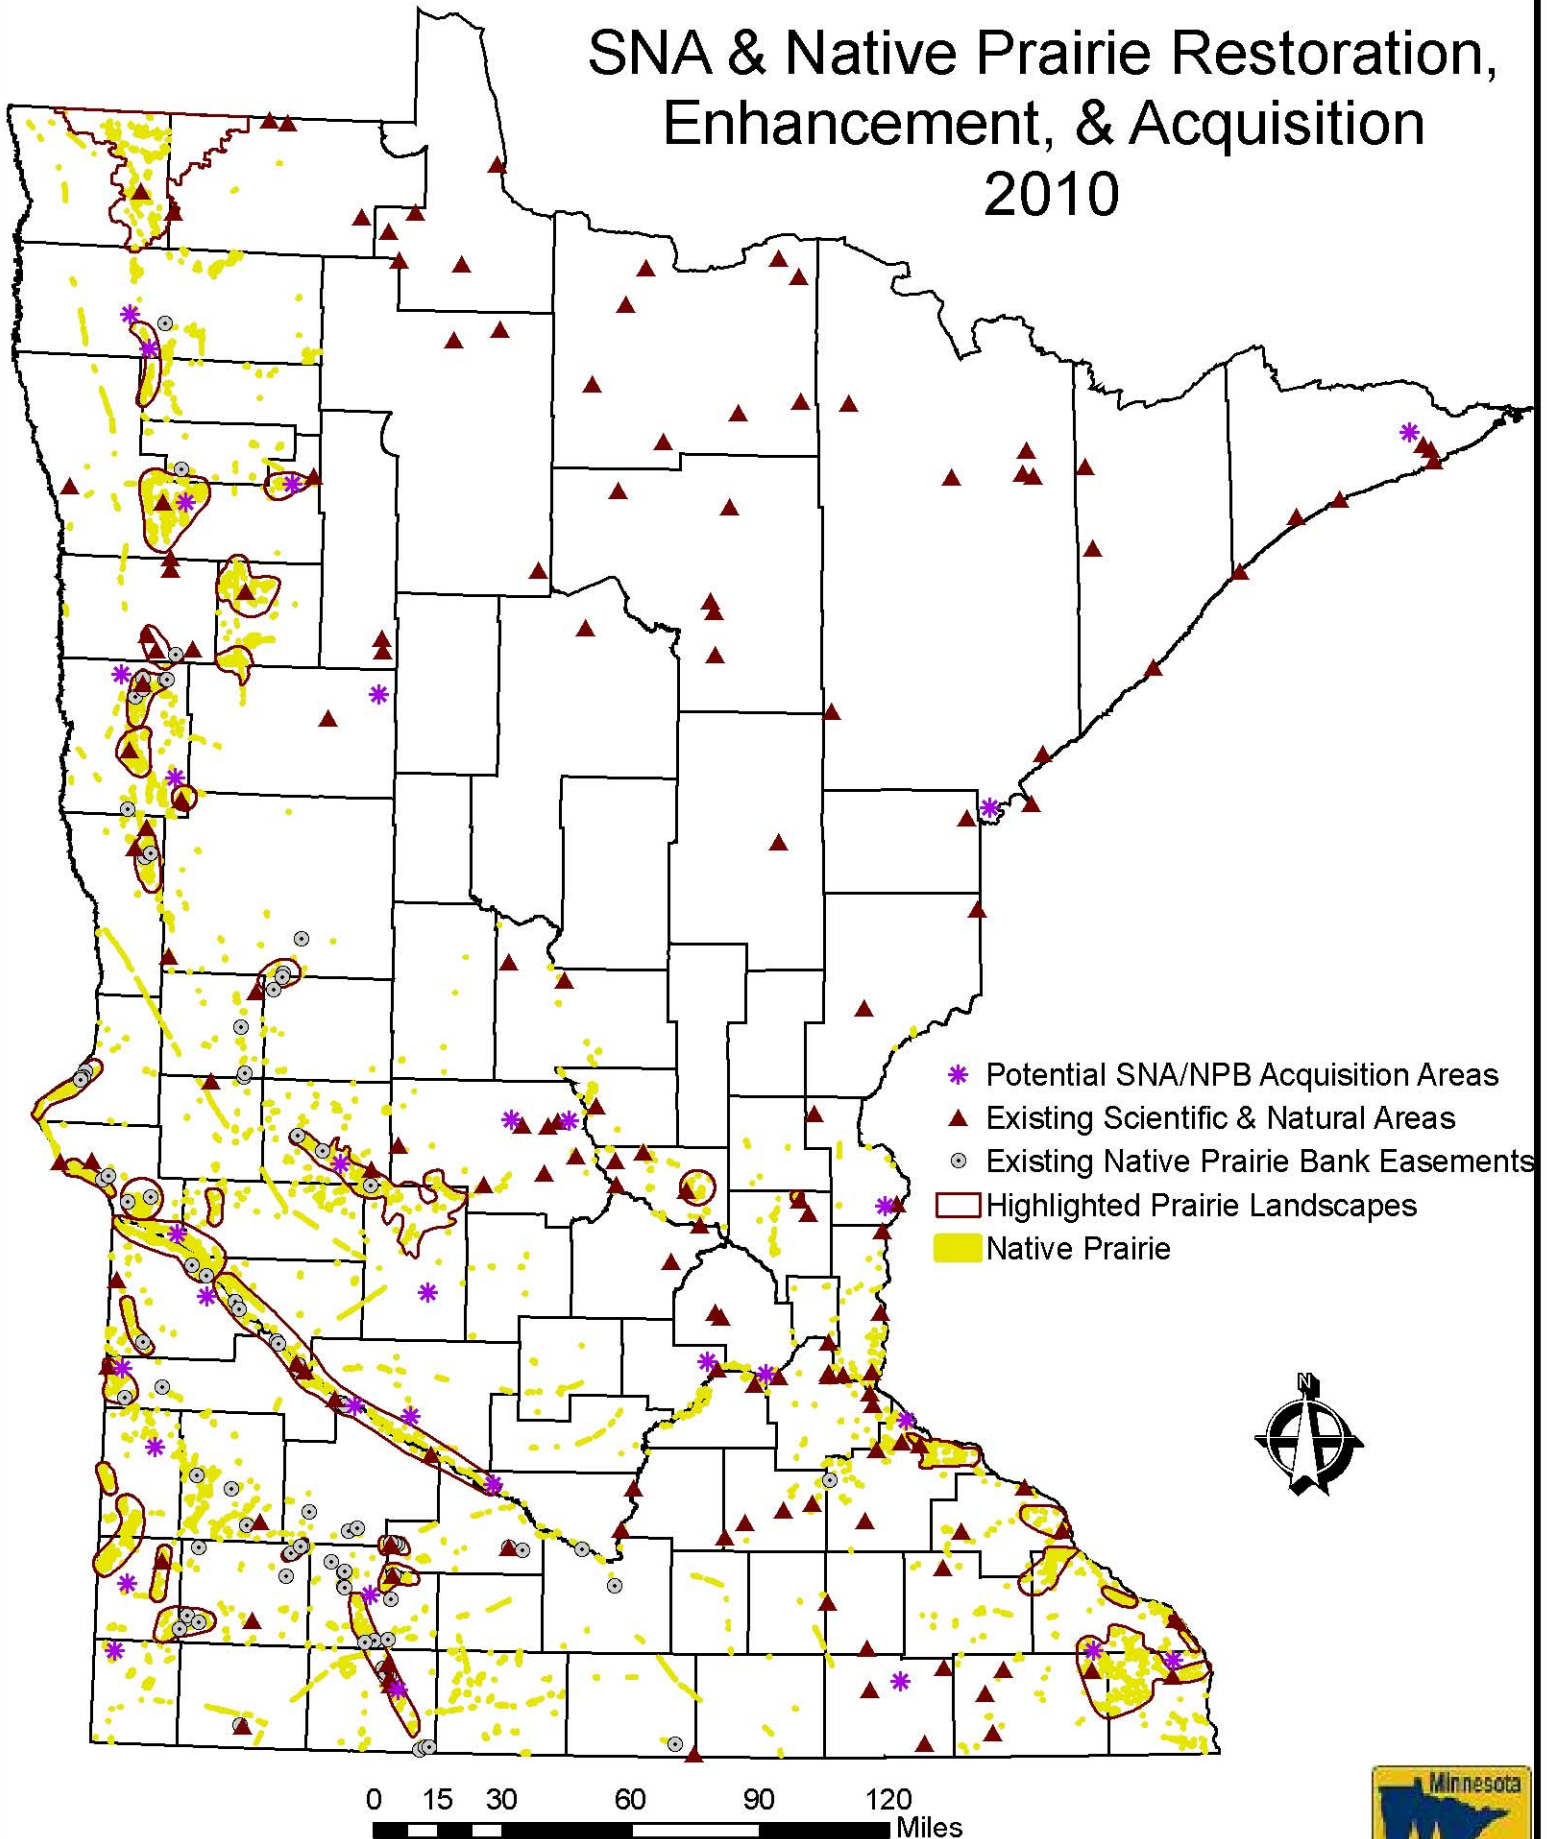 SNA & Native Prairie Restoration,
Enhancement, & Acquisition
2010
Potential SNA/NPB Acquisition Areas
Existing Scientific & Natural Areas
Existing Native Prairie Bank Easements
Highlighted Prairie Landscapes
Native Prairie
N
0 15 30 60 90 120
Miles
Minnesota